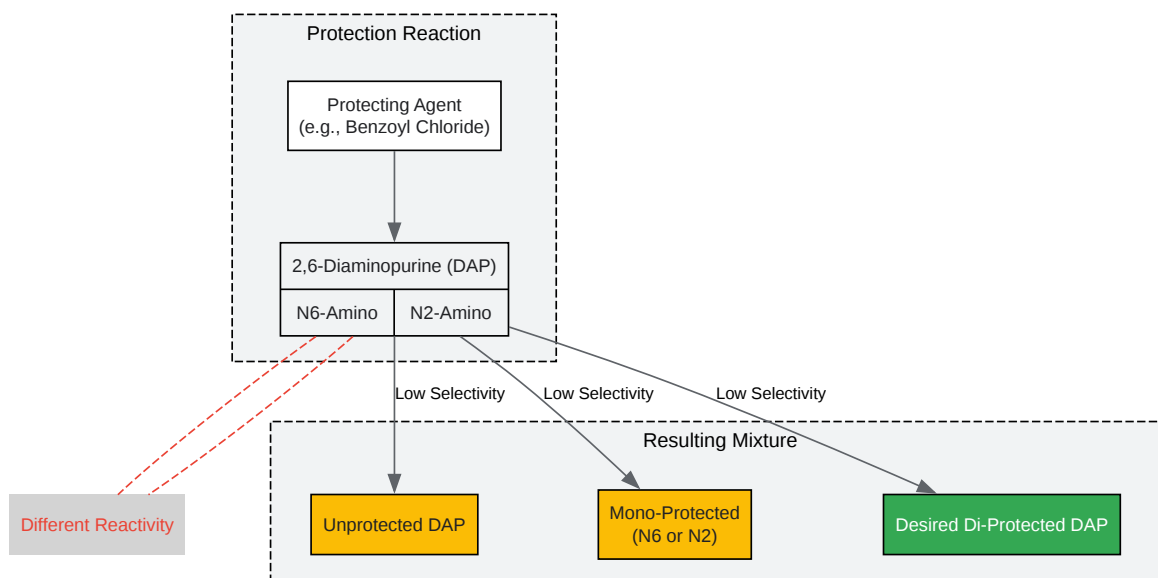 Protection Reaction
Protecting Agent
(e.g., Benzoyl Chloride)
2,6-Diaminopurine (DAP)
N6-Amino
N2-Amino
Low Selectivity
Low Selectivity
Low Selectivity
Resulting Mixture
Different Reactivity
Unprotected DAP
Mono-Protected
(N6 or N2)
Desired Di-Protected DAP